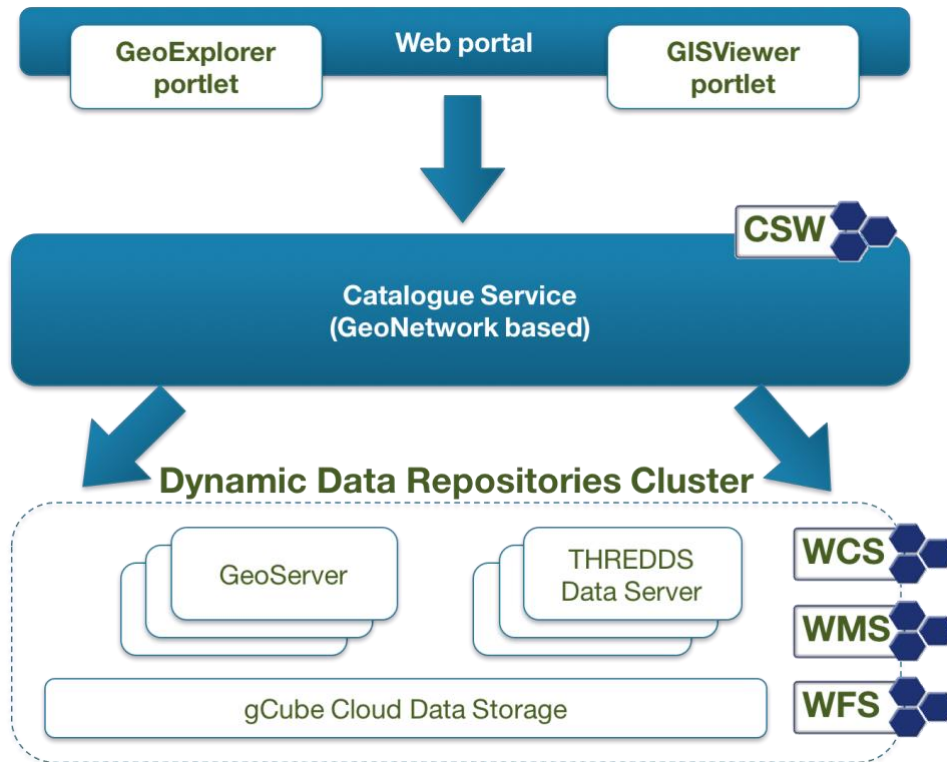 Web portal
GeoExplorer
portlet
GISViewer
portlet
CSW
Catalogue Service
(GeoNetwork based)
Dynamic Data Repositories Cluster
GeoServer
THREDDS
Data Server
WCS
WMS
gCube Cloud Data Storage
WFS